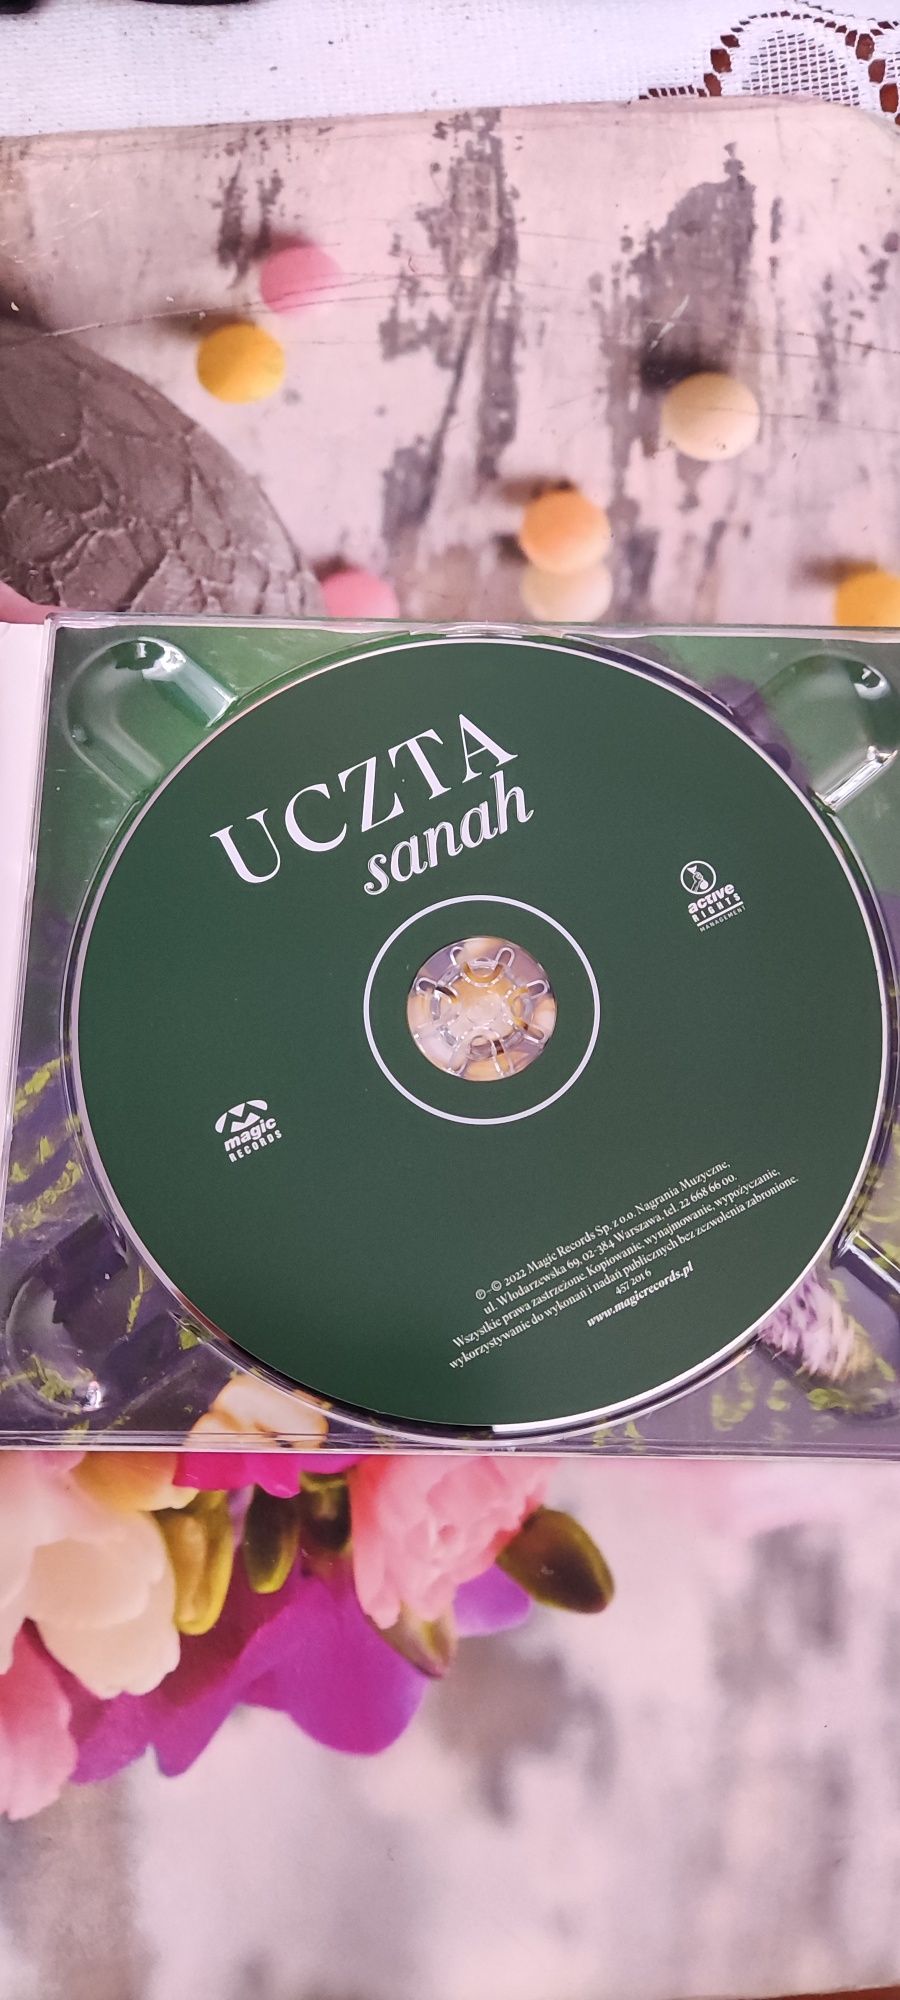 UCZTA
sanah
active
RIGHTS
MANAGEMENT
magic
RECORDS
℗-© 2022 Magic Records Sp. z o.o. Nagrania Muzyczne,
ul. Włodarzewska 69, 02-384 Warszawa, tel. 22 668 66 00.
Wszystkie prawa zastrzeżone. Kopiowanie, wynajmowanie, wypożyczanie,
wykorzystywanie do wykonań i nadań publicznych bez zezwolenia zabronione.
457 201 6
www.magicrecords.pl